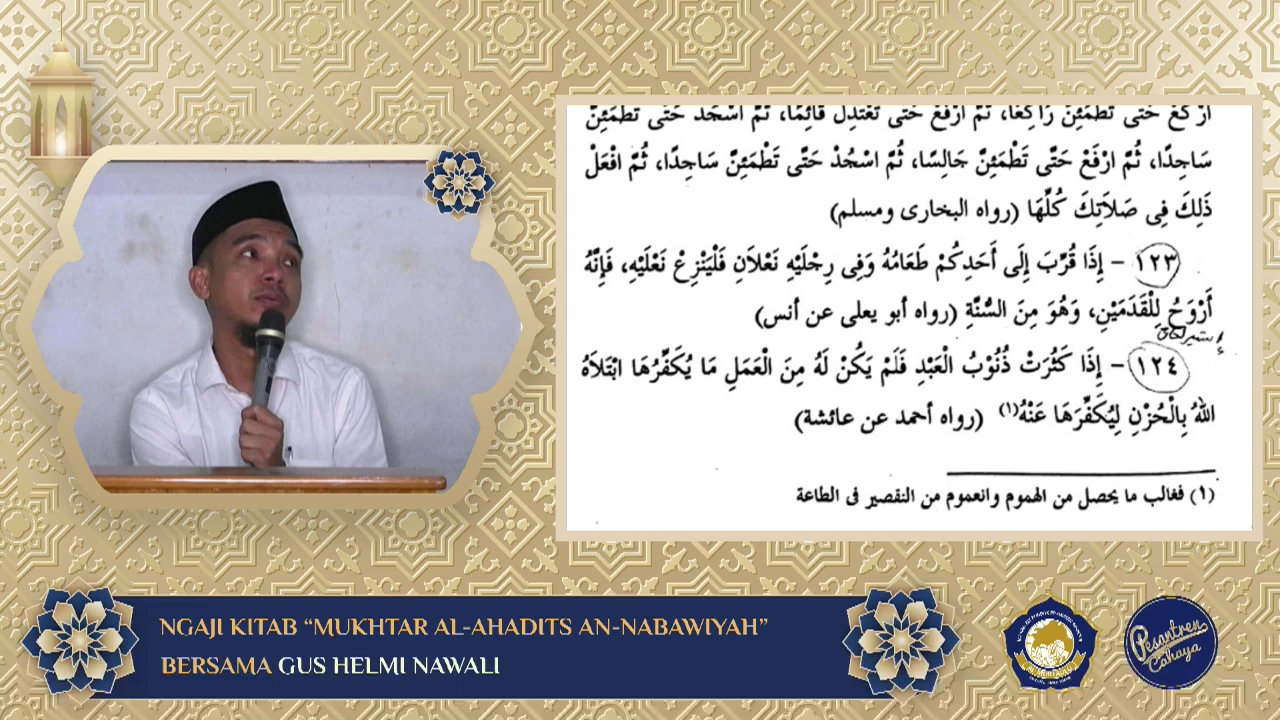 ارْكَعْ حَتَّى تَطْمَئِنَّ رَاكِعًا، ثُمَّ ارْفَعْ حَتَّى تَعْتَدِلَ قَائِمًا، ثُمَّ اسْجُدْ حَتَّى تَطْمَئِنَّ
سَاجِدًا، ثُمَّ ارْفَعْ حَتَّى تَطْمَئِنَّ جَالِسًا، ثُمَّ اسْجُدْ حَتَّى تَطْمَئِنَّ سَاجِدًا، ثُمَّ افْعَلْ
ذَلِكَ فِى صَلَاتِكَ كُلِّهَا (رواه البخارى ومسلم)
١٢٣ – إِذَا قُرِّبَ إِلَى أَحَدِكُمْ طَعَامُهُ وَفِى رِجْلَيْهِ نَعْلَانِ فَلْيَنْزِعْ نَعْلَيْهِ، فَإِنَّهُ
أَرْوَحُ لِلْقَدَمَيْنِ، وَهُوَ مِنَ السُّنَّةِ (رواه أبو يعلى عن أنس)
١٢٤ – إِذَا كَثُرَتْ ذُنُوْبُ الْعَبْدِ فَلَمْ يَكُنْ لَهُ مِنَ الْعَمَلِ مَا يُكَفِّرُهَا ابْتَلَاهُ
اللهُ بِالْحُزْنِ لِيُكَفِّرَهَا عَنْهُ(١) (رواه أحمد عن عائشة)
(١) فغالب ما يحصل من الهموم وانعموم من النقصير فى الطاعة
NGAJI KITAB “MUKHTAR AL-AHADITS AN-NABAWIYAH”
BERSAMA GUS HELMI NAWALI
Pesantren
Cahaya